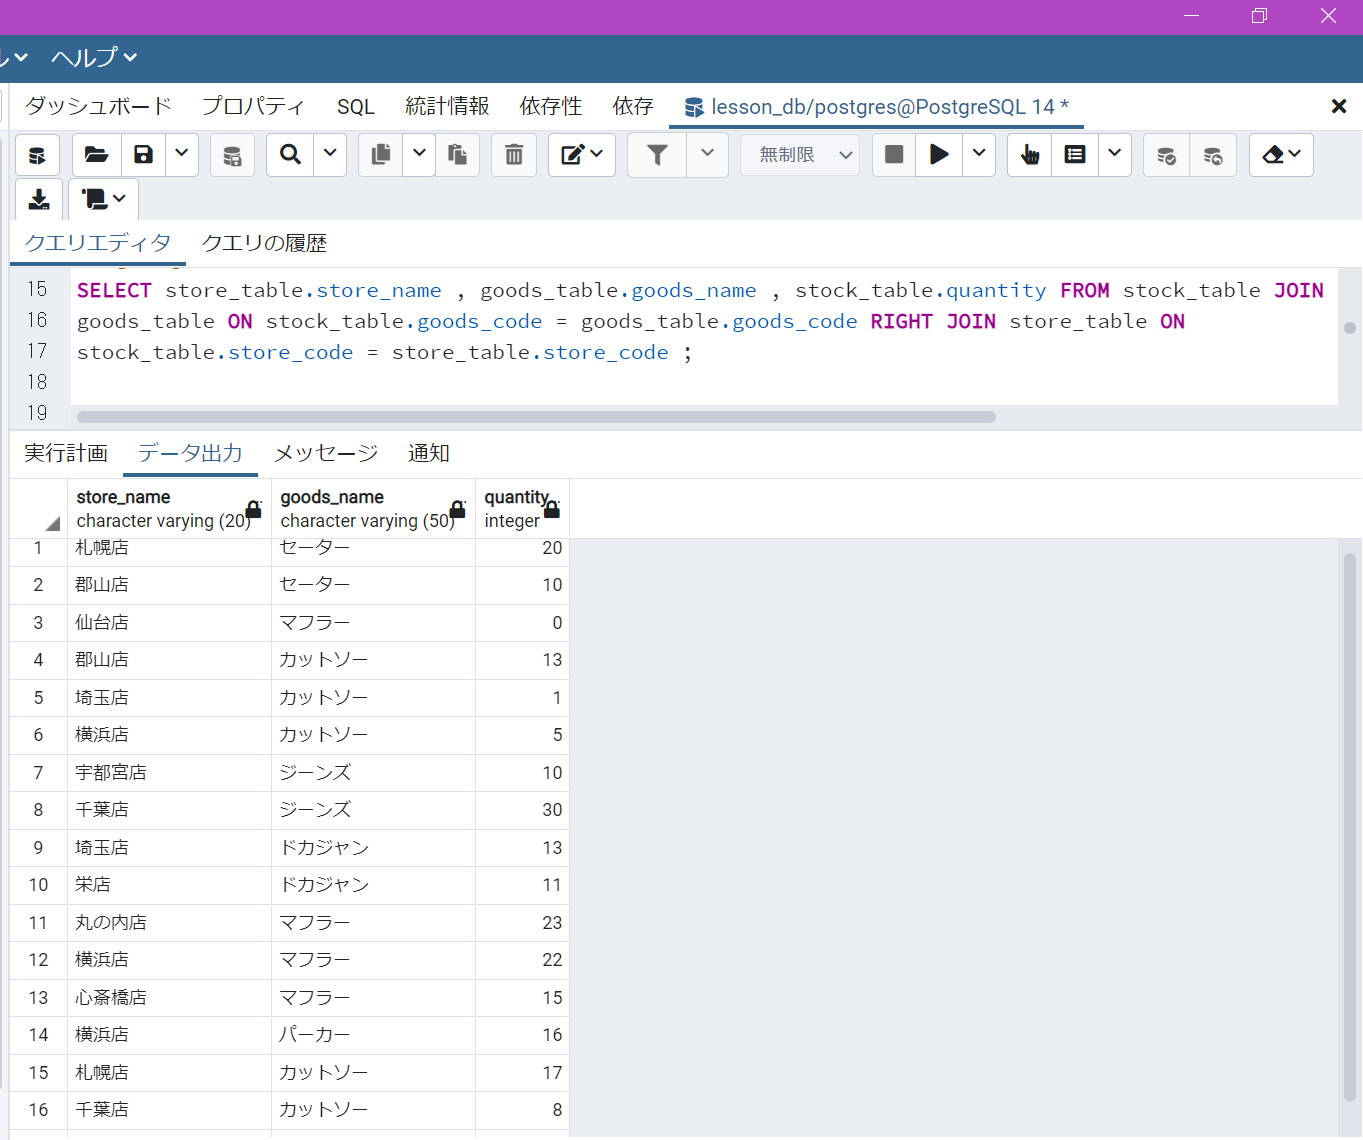 ヘルプ
ダッシュボード プロパティ SQL 統計情報 依存性 依存 lesson_db/postgres@PostgreSQL 14 *
無制限
クエリエディタ クエリの履歴
15 SELECT store_table.store_name , goods_table.goods_name , stock_table.quantity FROM stock_table JOIN
16 goods_table ON stock_table.goods_code = goods_table.goods_code RIGHT JOIN store_table ON
17 stock_table.store_code = store_table.store_code ;
18
19
実行計画 データ出力 メッセージ 通知
store_name goods_name quantity
character varying (20) character varying (50) integer
1 札幌店 セーター 20
2 郡山店 セーター 10
3 仙台店 マフラー 0
4 郡山店 カットソー 13
5 埼玉店 カットソー 1
6 横浜店 カットソー 5
7 宇都宮店 ジーンズ 10
8 千葉店 ジーンズ 30
9 埼玉店 ドカジャン 13
10 栄店 ドカジャン 11
11 丸の内店 マフラー 23
12 横浜店 マフラー 22
13 心斎橋店 マフラー 15
14 横浜店 パーカー 16
15 札幌店 カットソー 17
16 千葉店 カットソー 8